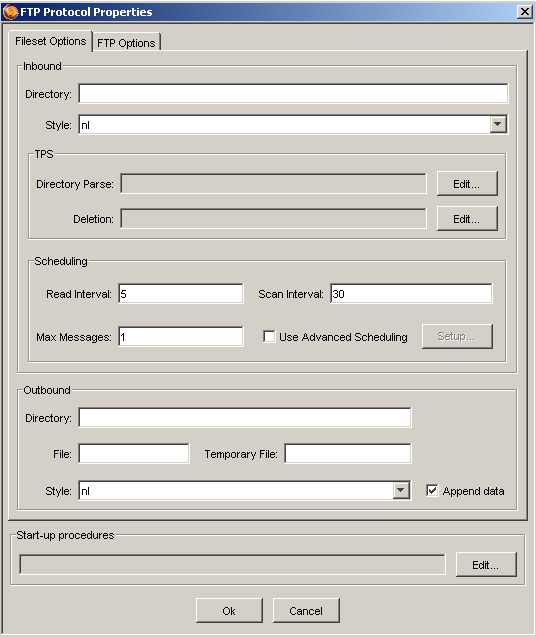 FTP Protocol Properties
Fileset Options FTP Options
Inbound
Directory:
Style: nl
TPS
Directory Parse: Edit...
Deletion: Edit...
Scheduling
Read Interval: 5 Scan Interval: 30
Max Messages: 1 Use Advanced Scheduling Setup...
Outbound
Directory:
File: Temporary File:
Style: nl Append data
Start-up procedures
Edit...
Ok Cancel